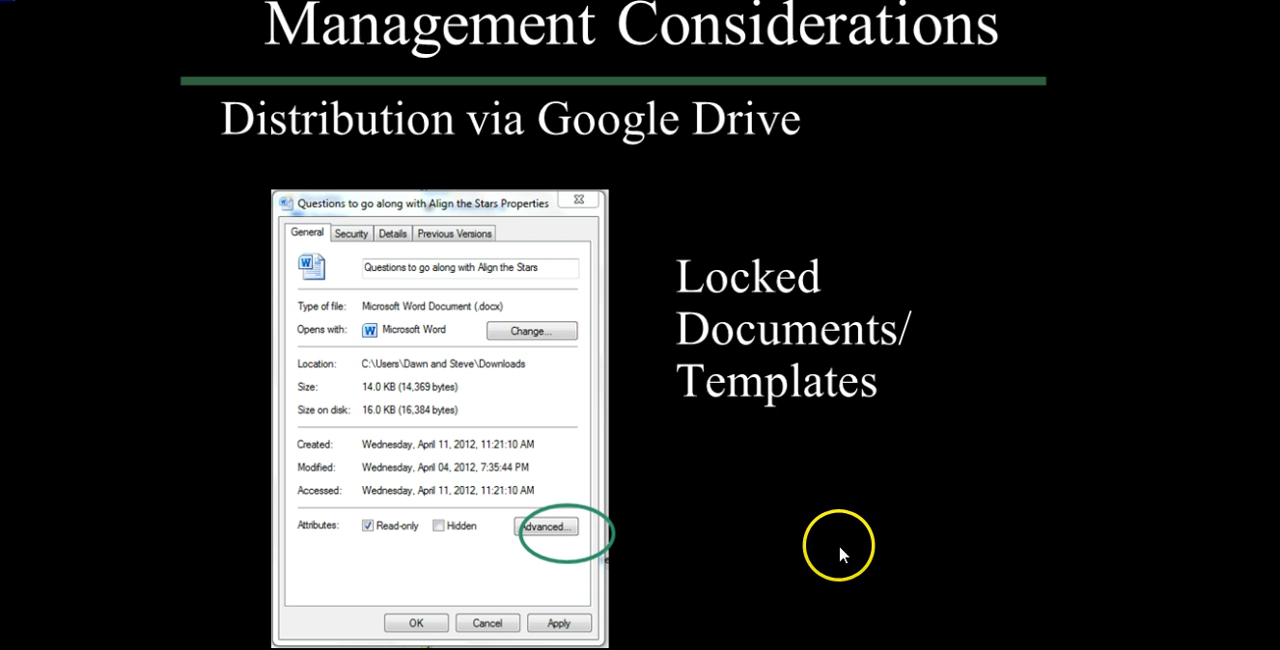 Management Considerations
Distribution via Google Drive
Questions to go along with Align the Stars Properties
General Security Details Previous Versions
Questions to go along with Align the Stars
Type of file: Microsoft Word Document (.docx)
Opens with: Microsoft Word Change...
Location: C:\Users\Dawn and Steve\Downloads
Size: 14.0 KB (14,369 bytes)
Size on disk: 16.0 KB (16,384 bytes)
Created: Wednesday, April 11, 2012, 11:21:10 AM
Modified: Wednesday, April 04, 2012, 7:35:44 PM
Accessed: Wednesday, April 11, 2012, 11:21:10 AM
Attributes: Read-only Hidden Advanced...
OK Cancel Apply
Locked
Documents/
Templates